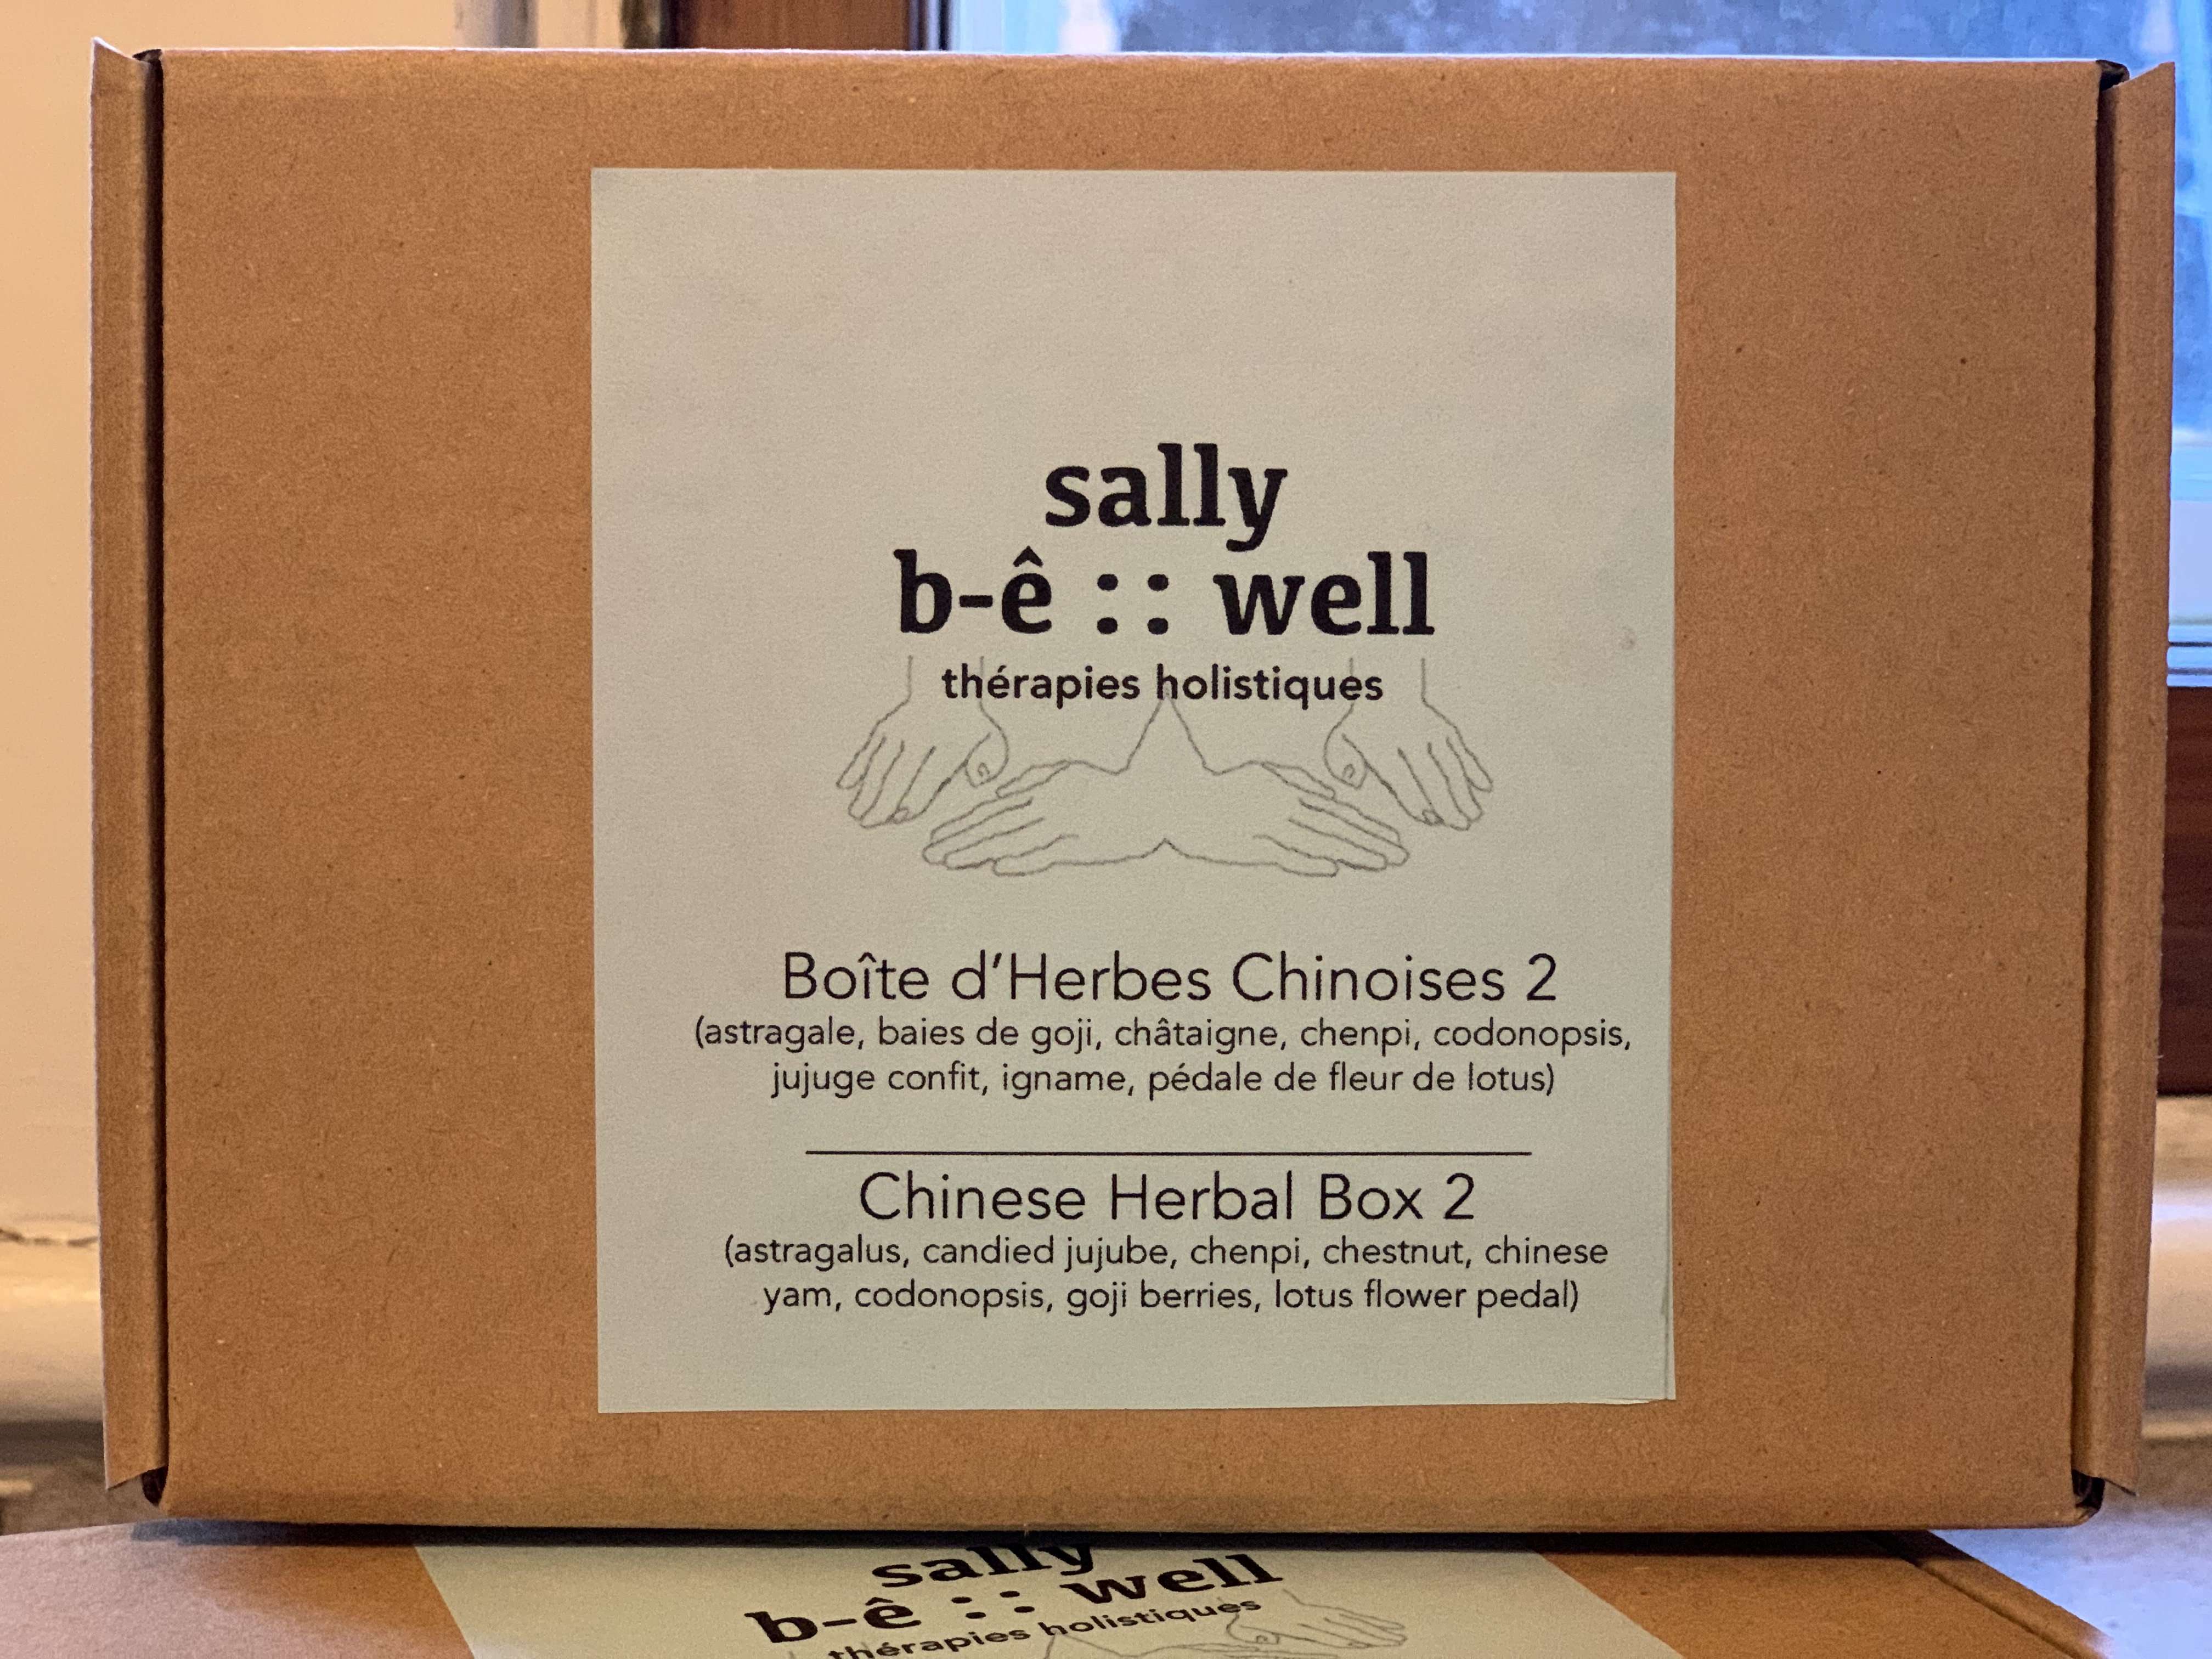 sally
b-ê :: well
thérapies holistiques
Boîte d'Herbes Chinoises 2
(astragale, baies de goji, châtaigne, chenpi, codonopsis,
jujuge confit, igname, pédale de fleur de lotus)
Chinese Herbal Box 2
(astragalus, candied jujube, chenpi, chestnut, chinese
yam, codonopsis, goji berries, lotus flower pedal)
sally
b-ê :: well
thérapies holistiques